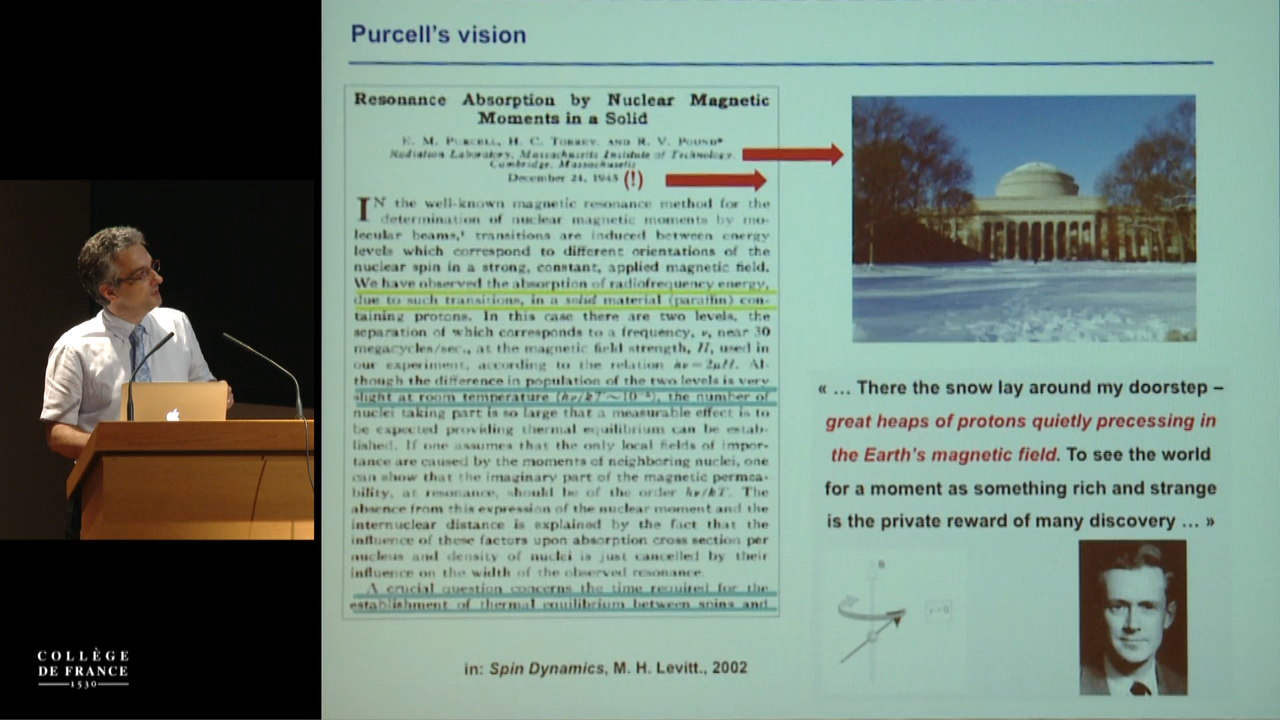 Purcell's vision
Resonance Absorption by Nuclear Magnetic
Moments in a Solid
E. M. PURCELL, H. C. TORREY, AND R. V. POUND*
Radiation Laboratory, Massachusetts Institute of Technology,
Cambridge, Massachusetts
December 24, 1945 (!)
IN the well-known magnetic resonance method for the
determination of nuclear magnetic moments by mo-
lecular beams,¹ transitions are induced between energy
levels which correspond to different orientations of the
nuclear spin in a strong, constant, applied magnetic field.
We have observed the absorption of radiofrequency energy,
due to such transitions, in a solid material (paraffin) con-
taining protons. In this case there are two levels, the
separation of which corresponds to a frequency, ν, near 30
megacycles/sec., at the magnetic field strength, H, used in
our experiment, according to the relation hν=2μH. Al-
though the difference in population of the two levels is very
slight at room temperature (hν/kT~10⁻⁵), the number of
nuclei taking part is so large that a measurable effect is to
be expected providing thermal equilibrium can be estab-
lished. If one assumes that the only local fields of impor-
tance are caused by the moments of neighboring nuclei, one
can show that the imaginary part of the magnetic permea-
bility, at resonance, should be of the order hν/kT. The
absence from this expression of the nuclear moment and the
internuclear distance is explained by the fact that the
influence of these factors upon absorption cross section per
nucleus and density of nuclei is just cancelled by their
influence on the width of the observed resonance.
A crucial question concerns the time required for the
establishment of thermal equilibrium between spins and
in: Spin Dynamics, M. H. Levitt., 2002
« … There the snow lay around my doorstep –
great heaps of protons quietly precessing in
the Earth's magnetic field. To see the world
for a moment as something rich and strange
is the private reward of many discovery … »
B
COLLÈGE
DE FRANCE
1530